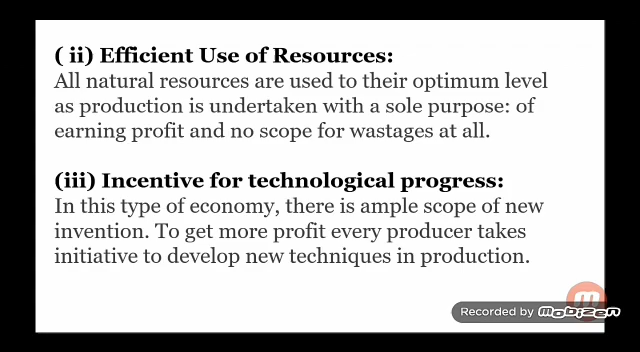 ( ii) Efficient Use of Resources:
All natural resources are used to their optimum level
as production is undertaken with a sole purpose: of
earning profit and no scope for wastages at all.
(iii) Incentive for technological progress:
In this type of economy, there is ample scope of new
invention. To get more profit every producer takes
initiative to develop new techniques in production.
m
Recorded by mobizen